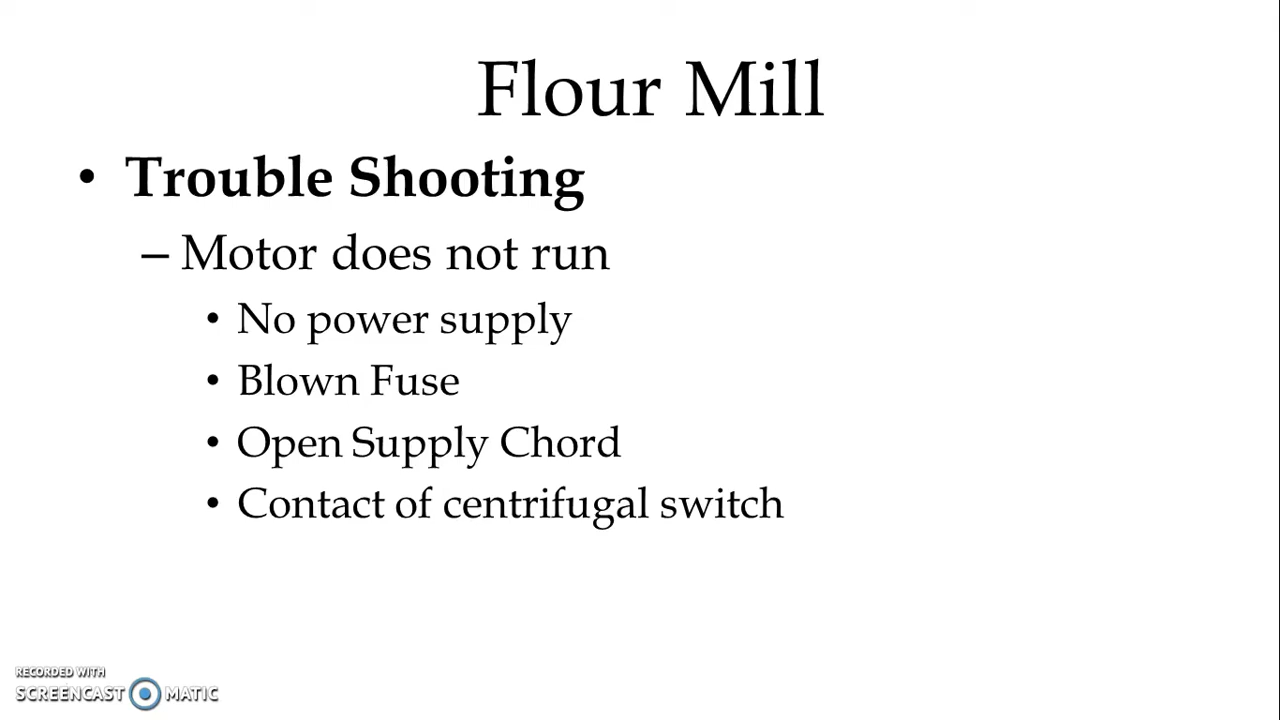 Flour Mill
• Trouble Shooting
– Motor does not run
• No power supply
• Blown Fuse
• Open Supply Chord
• Contact of centrifugal switch
RECORDED WITH
SCREENCAST MATIC